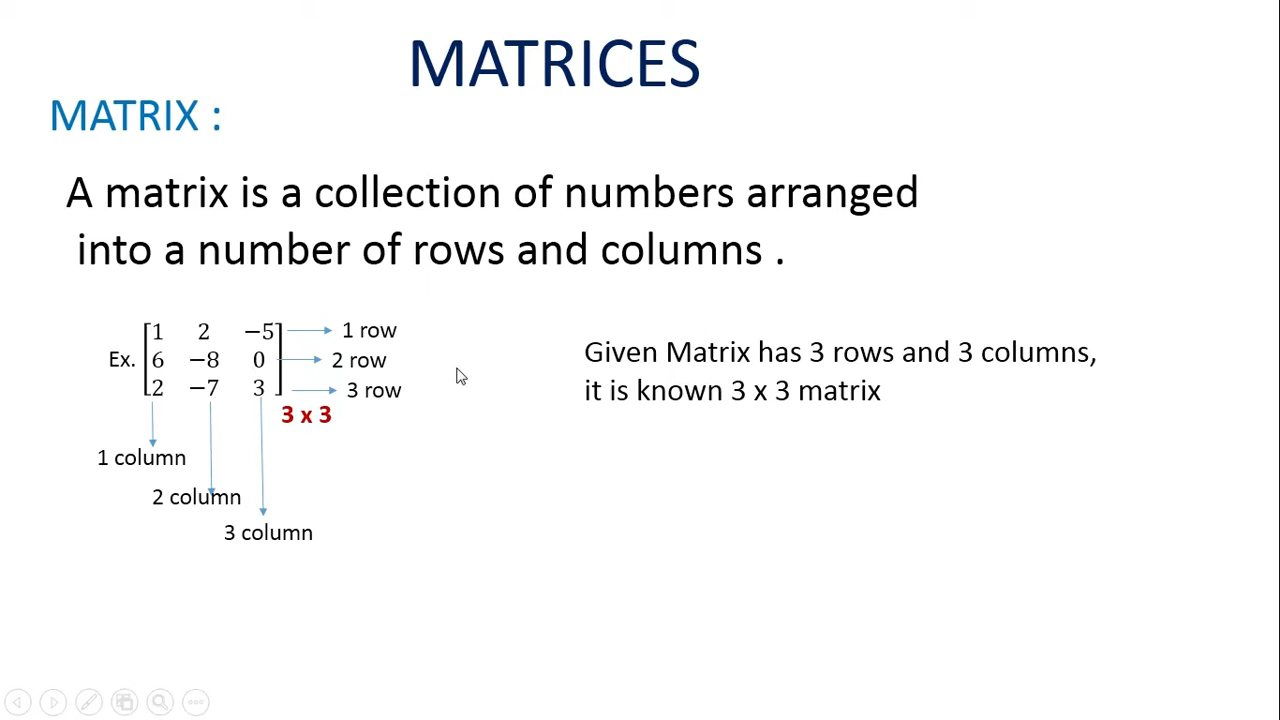 MATRICES
MATRIX :
A matrix is a collection of numbers arranged
into a number of rows and columns .
Ex. [1 2 −5] 1 row
[6 −8 0] 2 row
[2 −7 3] 3 row
3 x 3
1 column
2 column
3 column
Given Matrix has 3 rows and 3 columns,
it is known 3 x 3 matrix